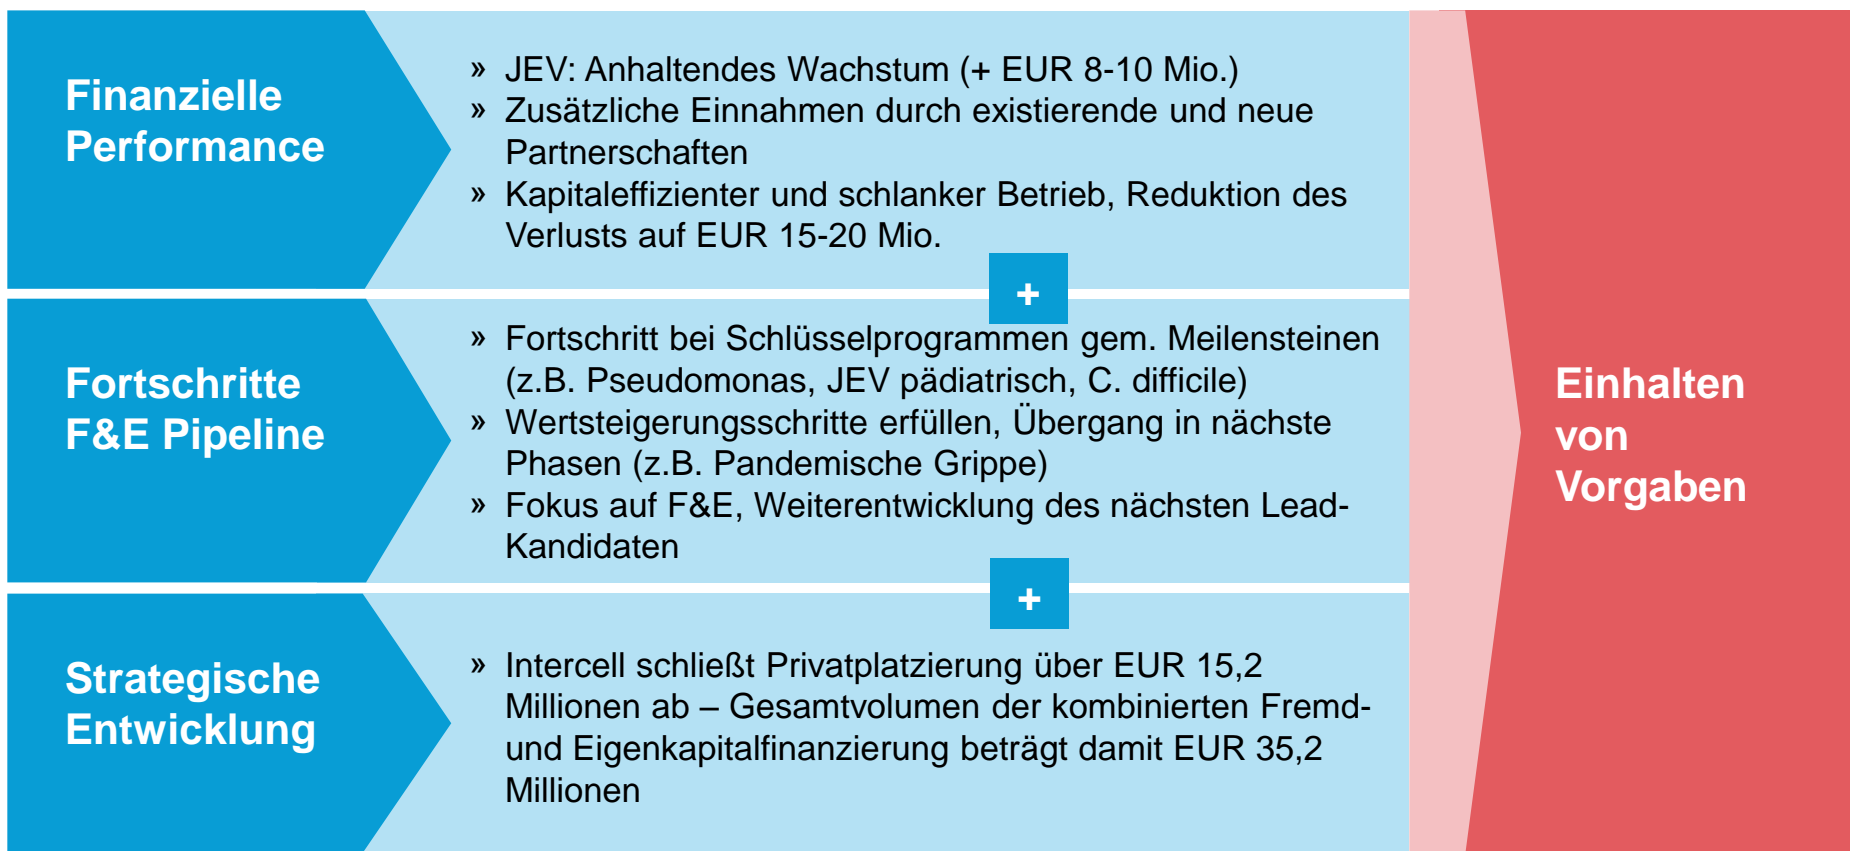 Finanzielle
Performance
» JEV: Anhaltendes Wachstum (+ EUR 8-10 Mio.)
» Zusätzliche Einnahmen durch existierende und neue
Partnerschaften
» Kapitaleffizienter und schlanker Betrieb, Reduktion des
Verlusts auf EUR 15-20 Mio.
+
Fortschritte
F&E Pipeline
» Fortschritt bei Schlüsselprogrammen gem. Meilensteinen
(z.B. Pseudomonas, JEV pädiatrisch, C. difficile)
» Wertsteigerungsschritte erfüllen, Übergang in nächste
Phasen (z.B. Pandemische Grippe)
» Fokus auf F&E, Weiterentwicklung des nächsten Lead-
Kandidaten
+
Strategische
Entwicklung
» Intercell schließt Privatplatzierung über EUR 15,2
Millionen ab – Gesamtvolumen der kombinierten Fremd-
und Eigenkapitalfinanzierung beträgt damit EUR 35,2
Millionen
Einhalten
von
Vorgaben